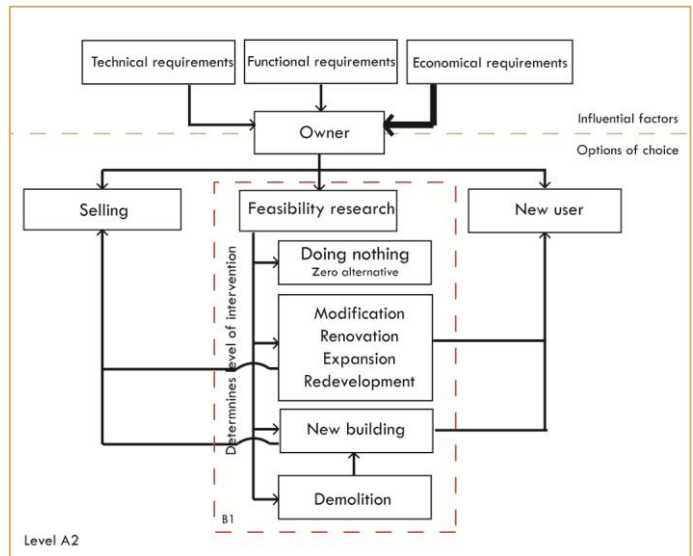 Technical requirements
Functional requirements
Economical requirements
Influential factors
Owner
Options of choice
Selling
Feasibility research
New user
Doing nothing
Zero alternative
Determnines level of intervention
Modification
Renovation
Expansion
Redevelopment
New building
Demolition
B1
Level A2